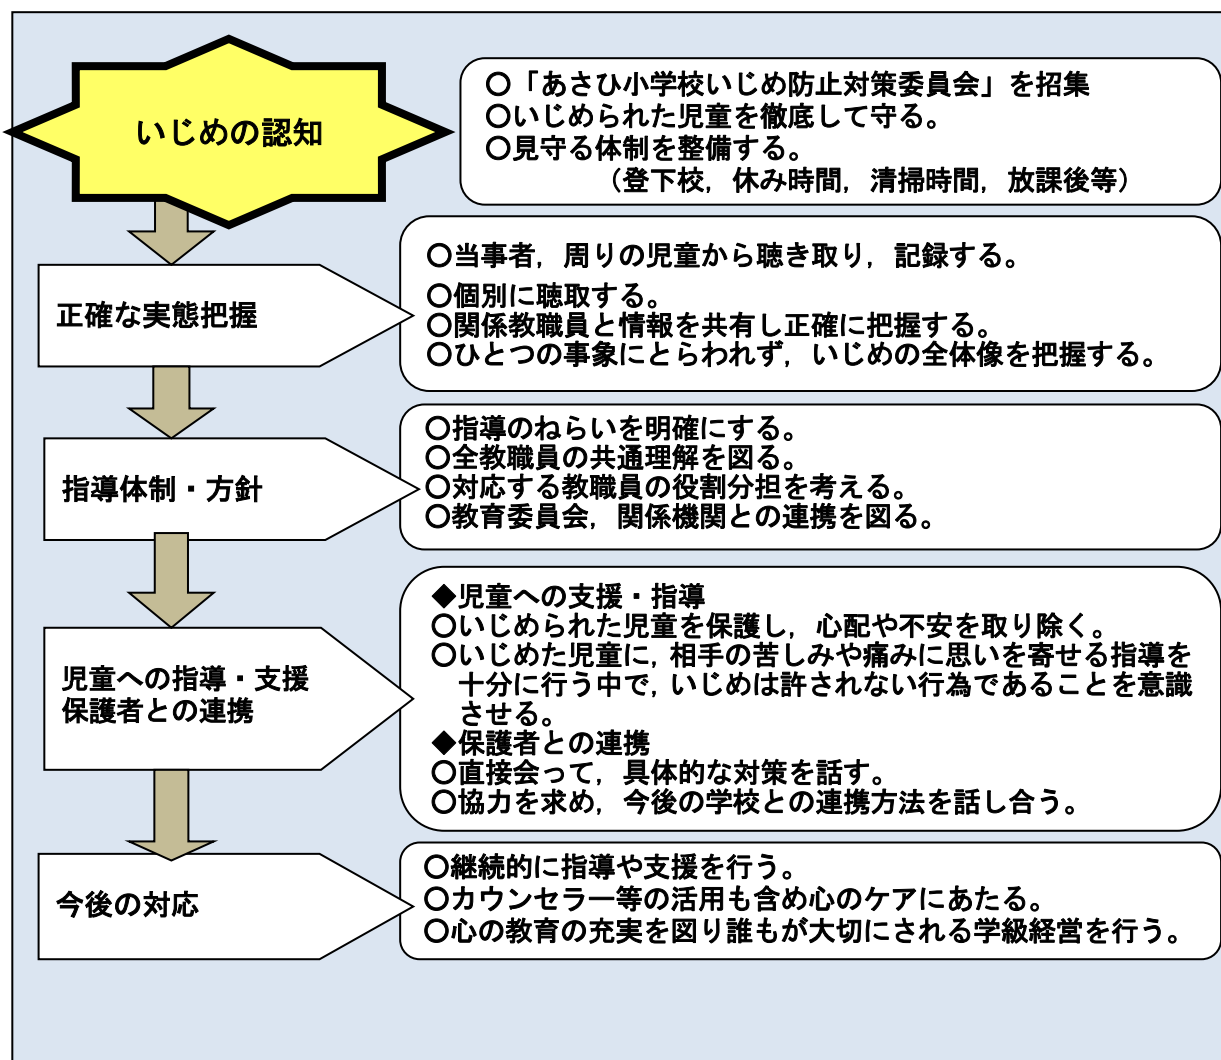 いじめの認知
〇「あさひ小学校いじめ防止対策委員会」を招集
〇いじめられた児童を徹底して守る。
〇見守る体制を整備する。
（登下校，休み時間，清掃時間，放課後等）
正確な実態把握
〇当事者，周りの児童から聴き取り，記録する。
〇個別に聴取する。
〇関係教職員と情報を共有し正確に把握する。
〇ひとつの事象にとらわれず，いじめの全体像を把握する。
指導体制・方針
〇指導のねらいを明確にする。
〇全教職員の共通理解を図る。
〇対応する教職員の役割分担を考える。
〇教育委員会，関係機関との連携を図る。
児童への指導・支援
保護者との連携
◆児童への支援・指導
〇いじめられた児童を保護し，心配や不安を取り除く。
〇いじめた児童に，相手の苦しみや痛みに思いを寄せる指導を
十分に行う中で，いじめは許されない行為であることを意識
させる。
◆保護者との連携
〇直接会って，具体的な対策を話す。
〇協力を求め，今後の学校との連携方法を話し合う。
今後の対応
〇継続的に指導や支援を行う。
〇カウンセラー等の活用も含め心のケアにあたる。
〇心の教育の充実を図り誰もが大切にされる学級経営を行う。